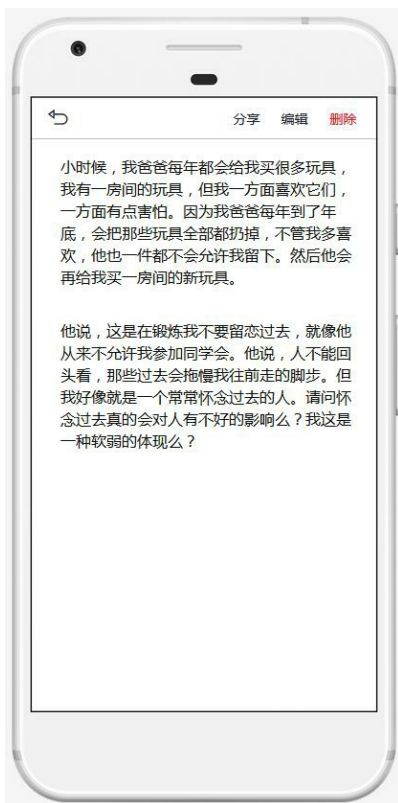 分享 编辑 删除
小时候，我爸爸每年都会给我买很多玩具，
我有一房间的玩具，但我一方面喜欢它们，
一方面有点害怕。因为我爸爸每年到了年
底，会把那些玩具全部都扔掉，不管我多喜
欢，他也一件都不会允许我留下。然后他会
再给我买一房间的新玩具。
他说，这是在锻炼我不要留恋过去，就像他
从来不允许我参加同学会。他说，人不能回
头看，那些过去会拖慢我往前走的脚步。但
我好像就是一个常常怀念过去的人。请问怀
念过去真的会对人有不好的影响么？我这是
一种软弱的体现么？